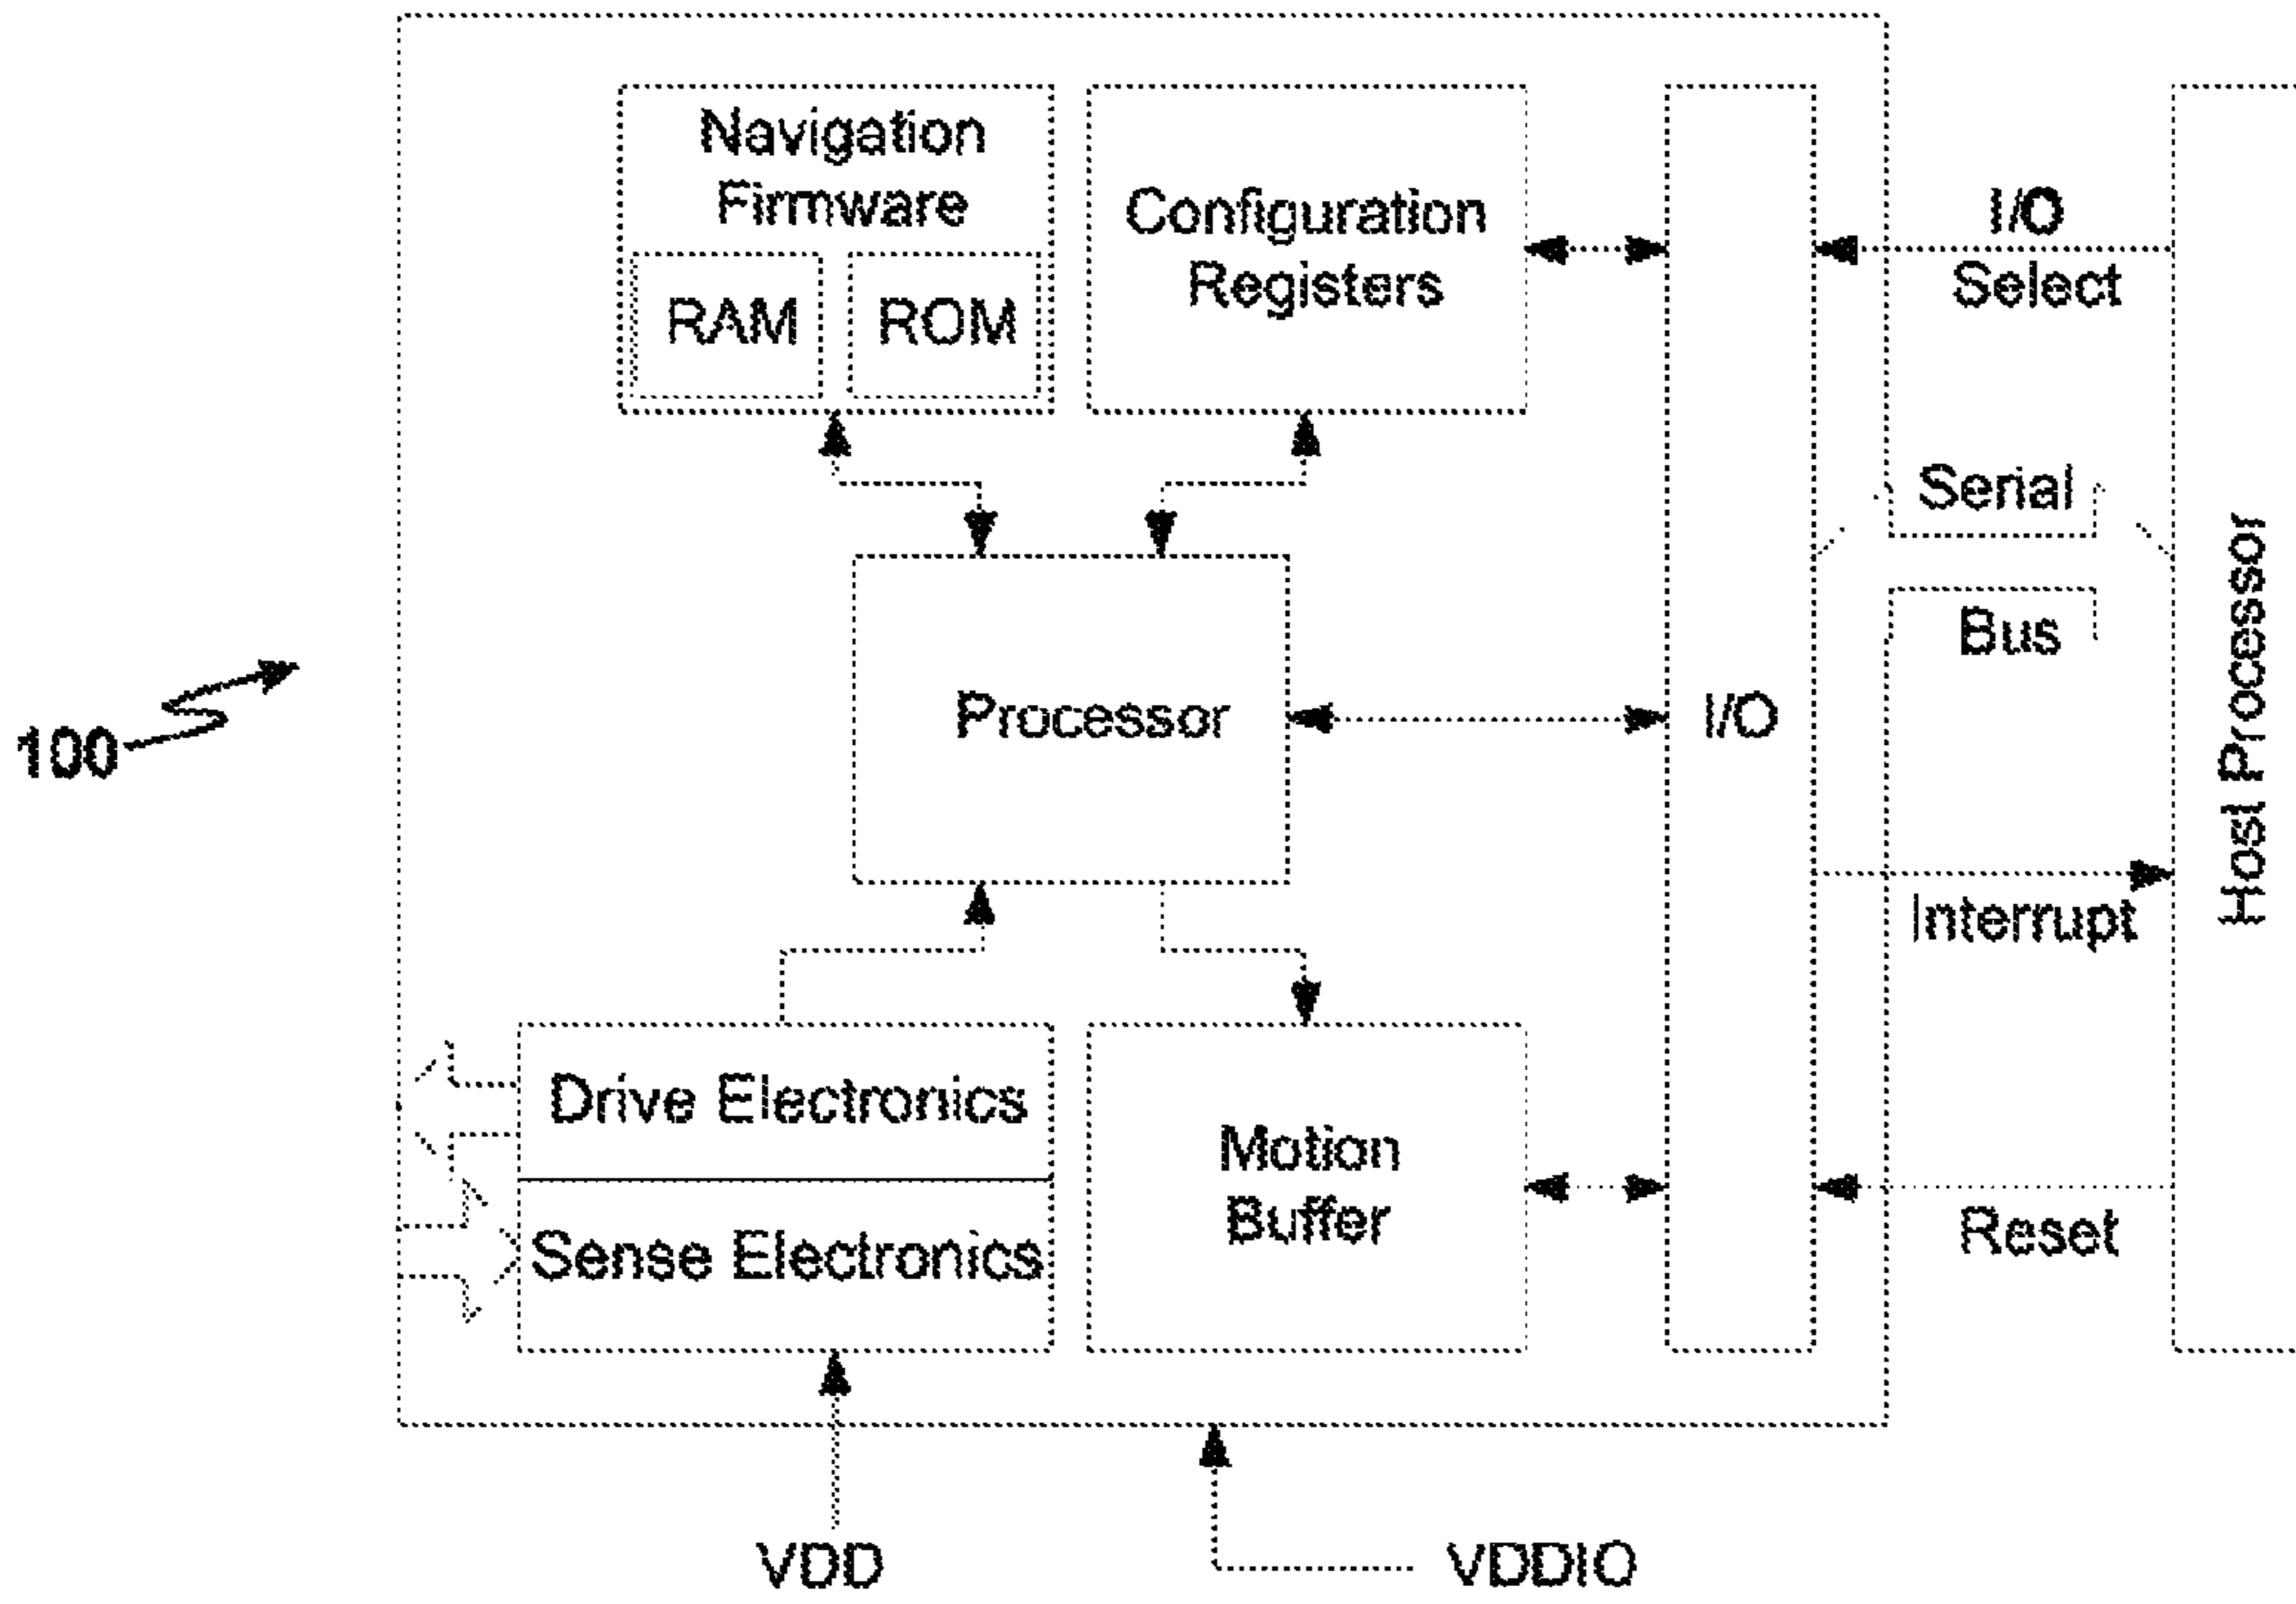 Navigation
Firmware
RAM
ROM
Configuration
Registers
I/O
Select
Serial
Bus
Processor
I/O
Host Processor
100
Interrupt
Drive Electronics
Sense Electronics
Motion
Buffer
Reset
VDD
VDDIO